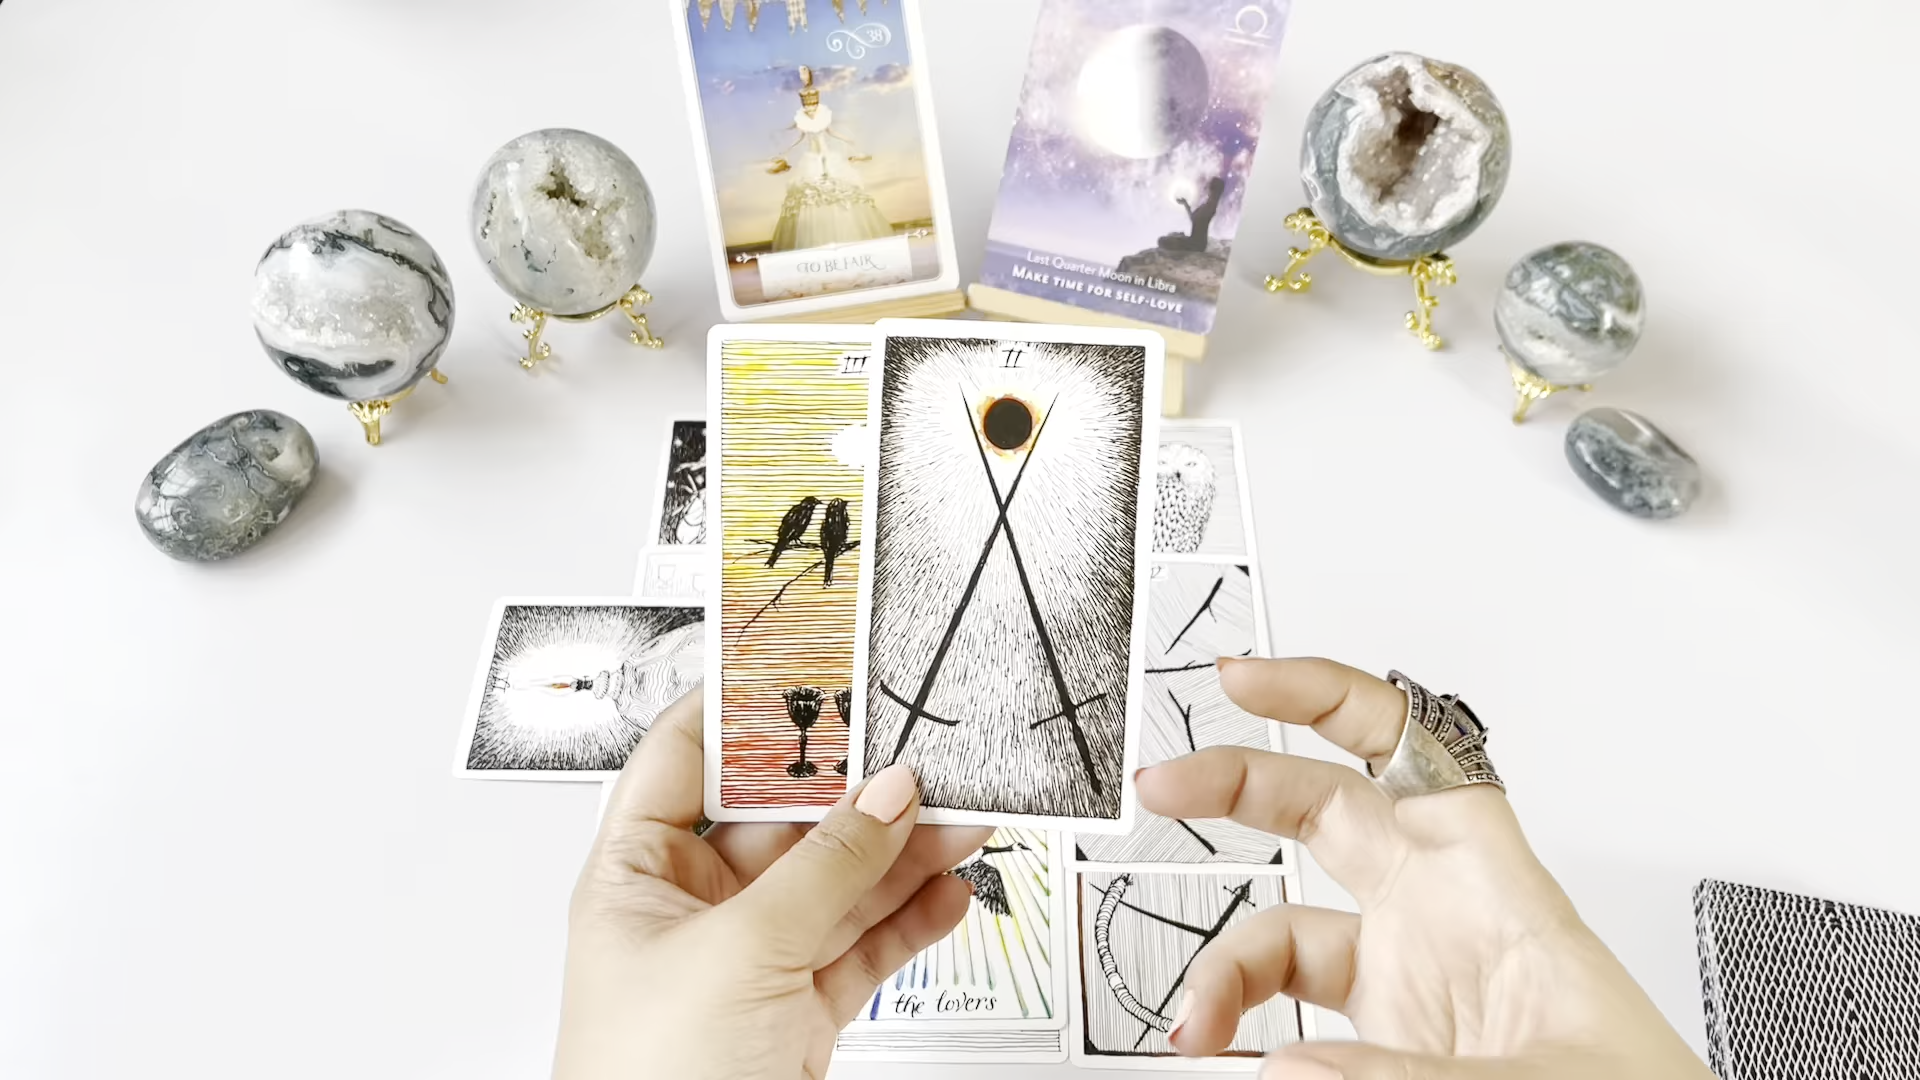 38
TO BE FAIR
Last Quarter Moon in Libra
MAKE TIME FOR SELF-LOVE
III
II
the lovers